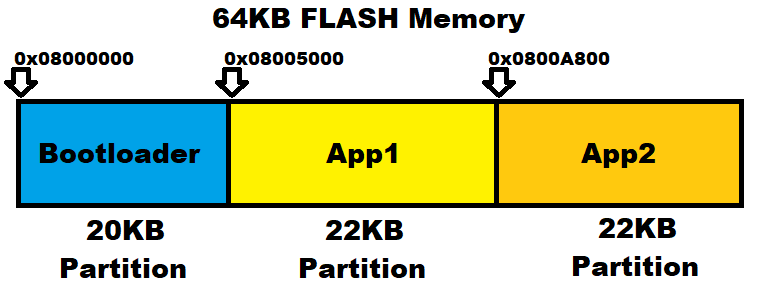 64KB FLASH Memory
0x08000000 0x08005000 0x0800A800
Bootloader App1 App2
20KB 22KB 22KB
Partition Partition Partition